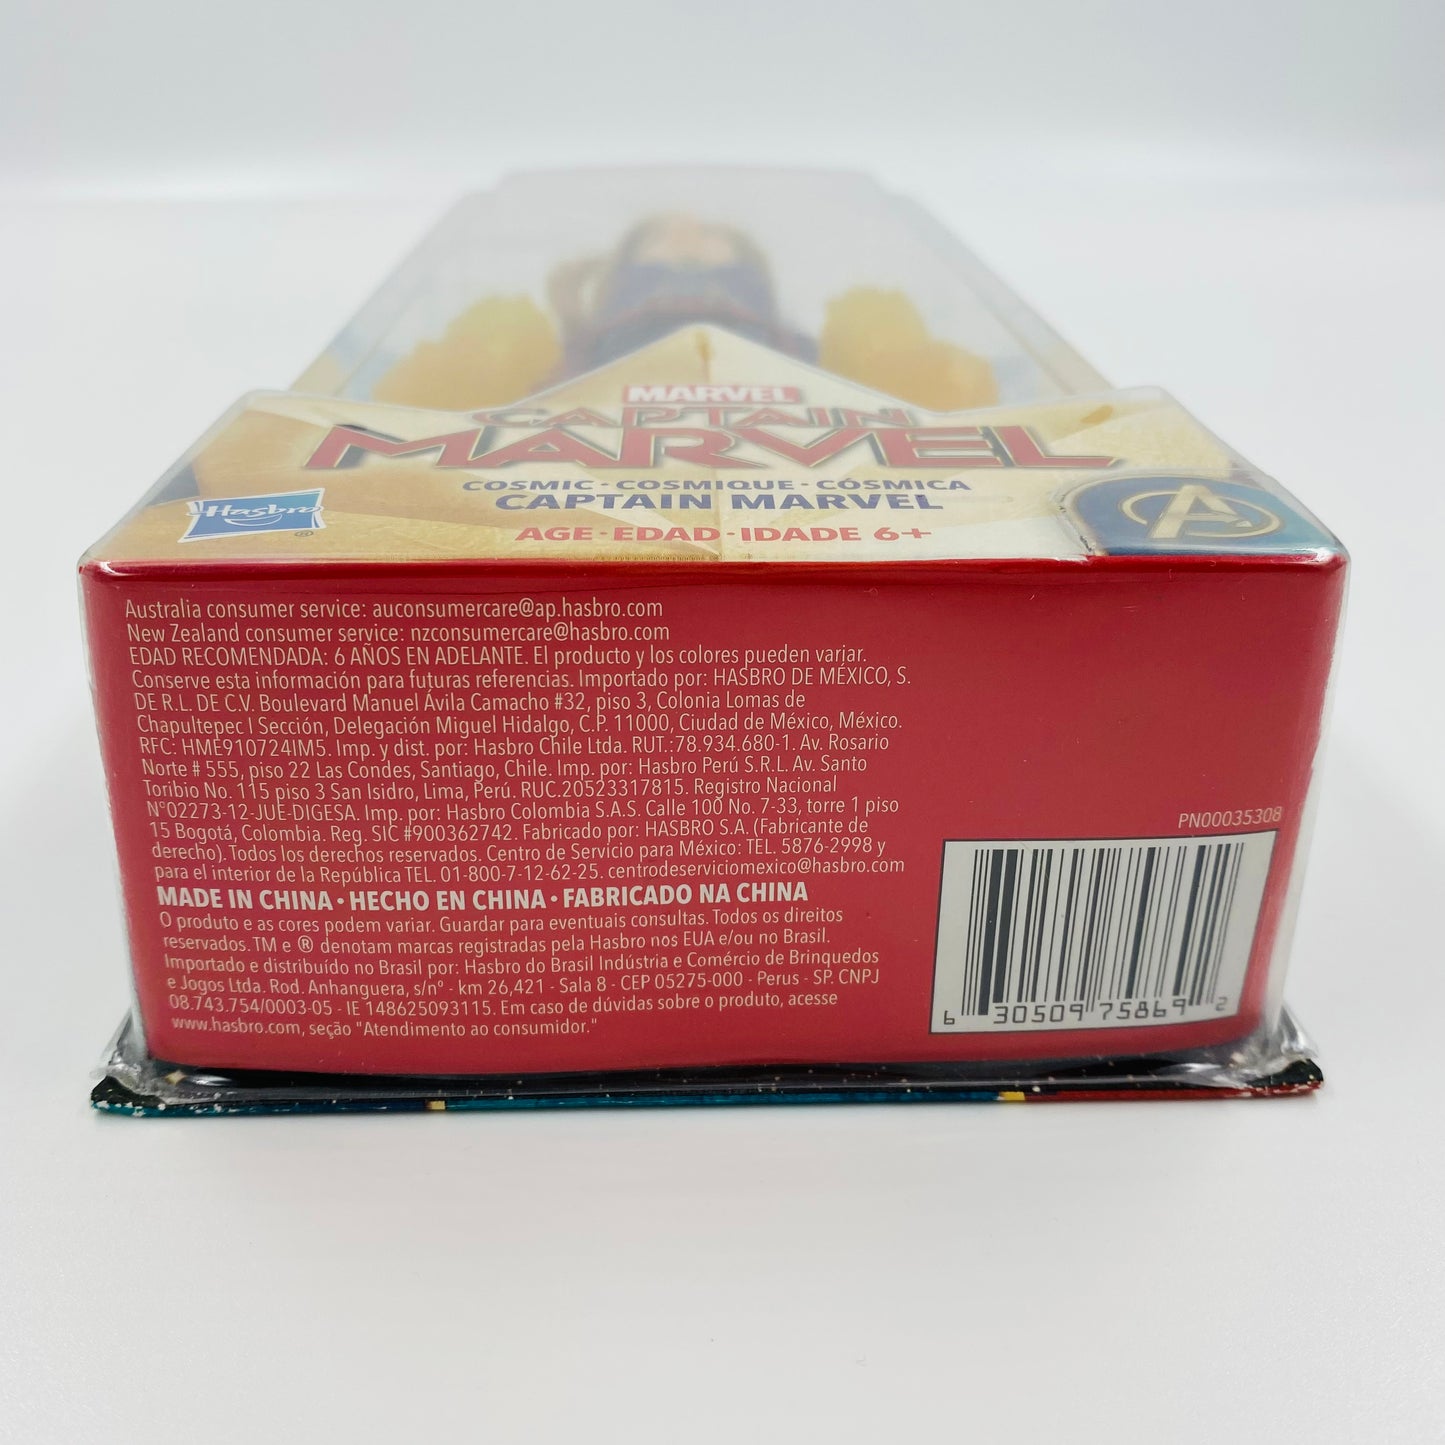 MARVEL
CAPTAIN
MARVEL
COSMIC • COSMIQUE • CÓSMICA
CAPTAIN MARVEL
Hasbro
®
AGE • EDAD • IDADE 6+
Australia consumer service: auconsumercare@ap.hasbro.com
New Zealand consumer service: nzconsumercare@hasbro.com
EDAD RECOMENDADA: 6 AÑOS EN ADELANTE. El producto y los colores pueden variar.
Conserve esta información para futuras referencias. Importado por: HASBRO DE MÉXICO, S.
DE R.L. DE C.V. Boulevard Manuel Ávila Camacho #32, piso 3, Colonia Lomas de
Chapultepec I Sección, Delegación Miguel Hidalgo, C.P. 11000, Ciudad de México, México.
RFC: HME910724IM5. Imp. y dist. por: Hasbro Chile Ltda. RUT.:78.934.680-1. Av. Rosario
Norte # 555, piso 22 Las Condes, Santiago, Chile. Imp. por: Hasbro Perú S.R.L. Av. Santo
Toribio No. 115 piso 3 San Isidro, Lima, Perú. RUC.20523317815. Registro Nacional
N°02273-12-JUE-DIGESA. Imp. por: Hasbro Colombia S.A.S. Calle 100 No. 7-33, torre 1 piso
15 Bogotá, Colombia. Reg. SIC #900362742. Fabricado por: HASBRO S.A. (Fabricante de
derecho). Todos los derechos reservados. Centro de Servicio para México: TEL. 5876-2998 y
para el interior de la República TEL. 01-800-7-12-62-25. centrodeserviciomexico@hasbro.com
MADE IN CHINA • HECHO EN CHINA • FABRICADO NA CHINA
O produto e as cores podem variar. Guardar para eventuais consultas. Todos os direitos
reservados. TM e ® denotam marcas registradas pela Hasbro nos EUA e/ou no Brasil.
Importado e distribuído no Brasil por: Hasbro do Brasil Indústria e Comércio de Brinquedos
e Jogos Ltda. Rod. Anhanguera, s/nº - km 26,421 - Sala 8 - CEP 05275-000 - Perus - SP. CNPJ
08.743.754/0003-05 - IE 148625093115. Em caso de dúvidas sobre o produto, acesse
www.hasbro.com, seção "Atendimento ao consumidor."
PN00035308
6 30509 75869 2